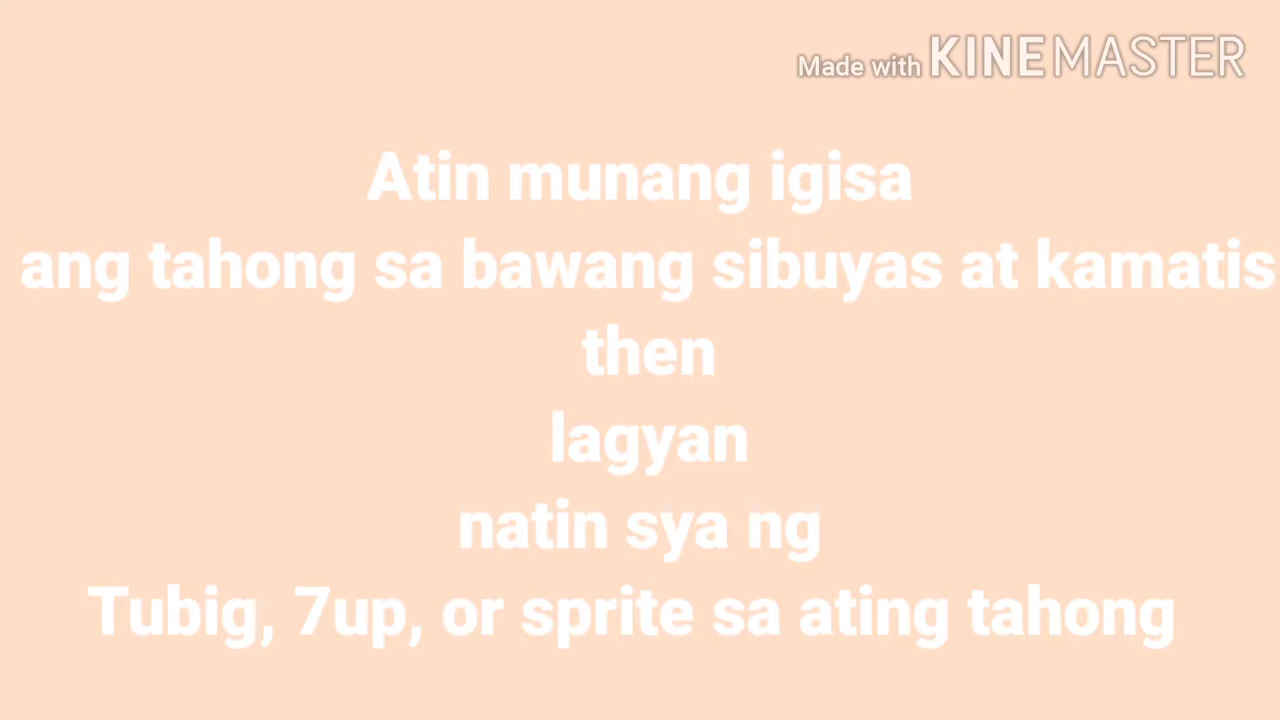 Made with KINEMASTER
Atin munang igisa
ang tahong sa bawang sibuyas at kamatis
then
lagyan
natin sya ng
Tubig, 7up, or sprite sa ating tahong